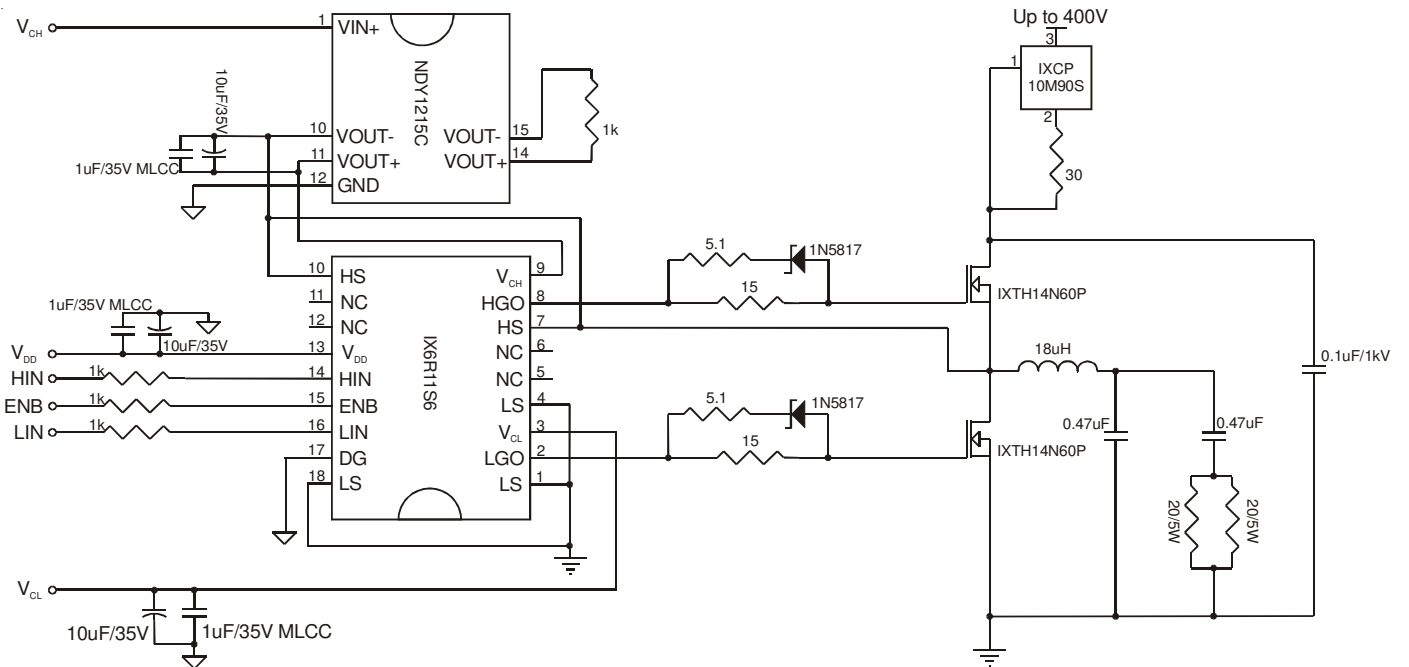 Up to 400V
3
1
IXCP
10M90S
2
30
V_CH
1
VIN+
NDY1215C
10uF/35V
10
VOUT-
VOUT-
15
1k
1uF/35V MLCC
11
VOUT+
VOUT+
14
12
GND
10
HS
V_CH
9
11
NC
HGO
8
12
NC
HS
7
1uF/35V MLCC
10uF/35V
V_DD
13
V_DD
NC
6
HIN
1k
14
HIN
NC
5
ENB
1k
15
ENB
LS
4
LIN
1k
16
LIN
V_CL
3
17
DG
LGO
2
18
LS
LS
1
IX6R11S6
5.1
1N5817
15
IXTH14N60P
18uH
0.1uF/1kV
5.1
1N5817
15
IXTH14N60P
0.47uF
0.47uF
20/5W
20/5W
V_CL
10uF/35V
1uF/35V MLCC